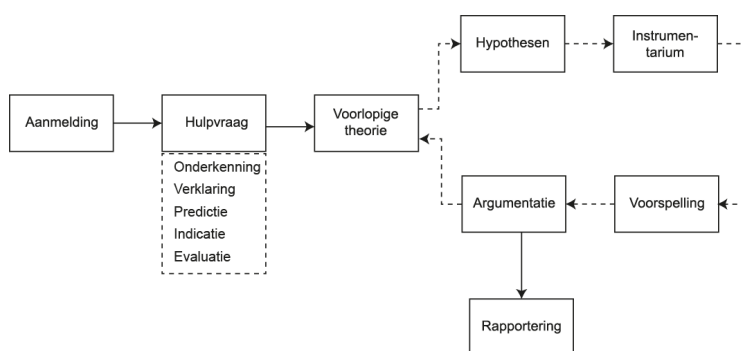 Aanmelding
Hulpvraag
Onderkenning
Verklaring
Predictie
Indicatie
Evaluatie
Voorlopige
theorie
Hypothesen
Instrumen-
tarium
Voorspelling
Argumentatie
Rapportering